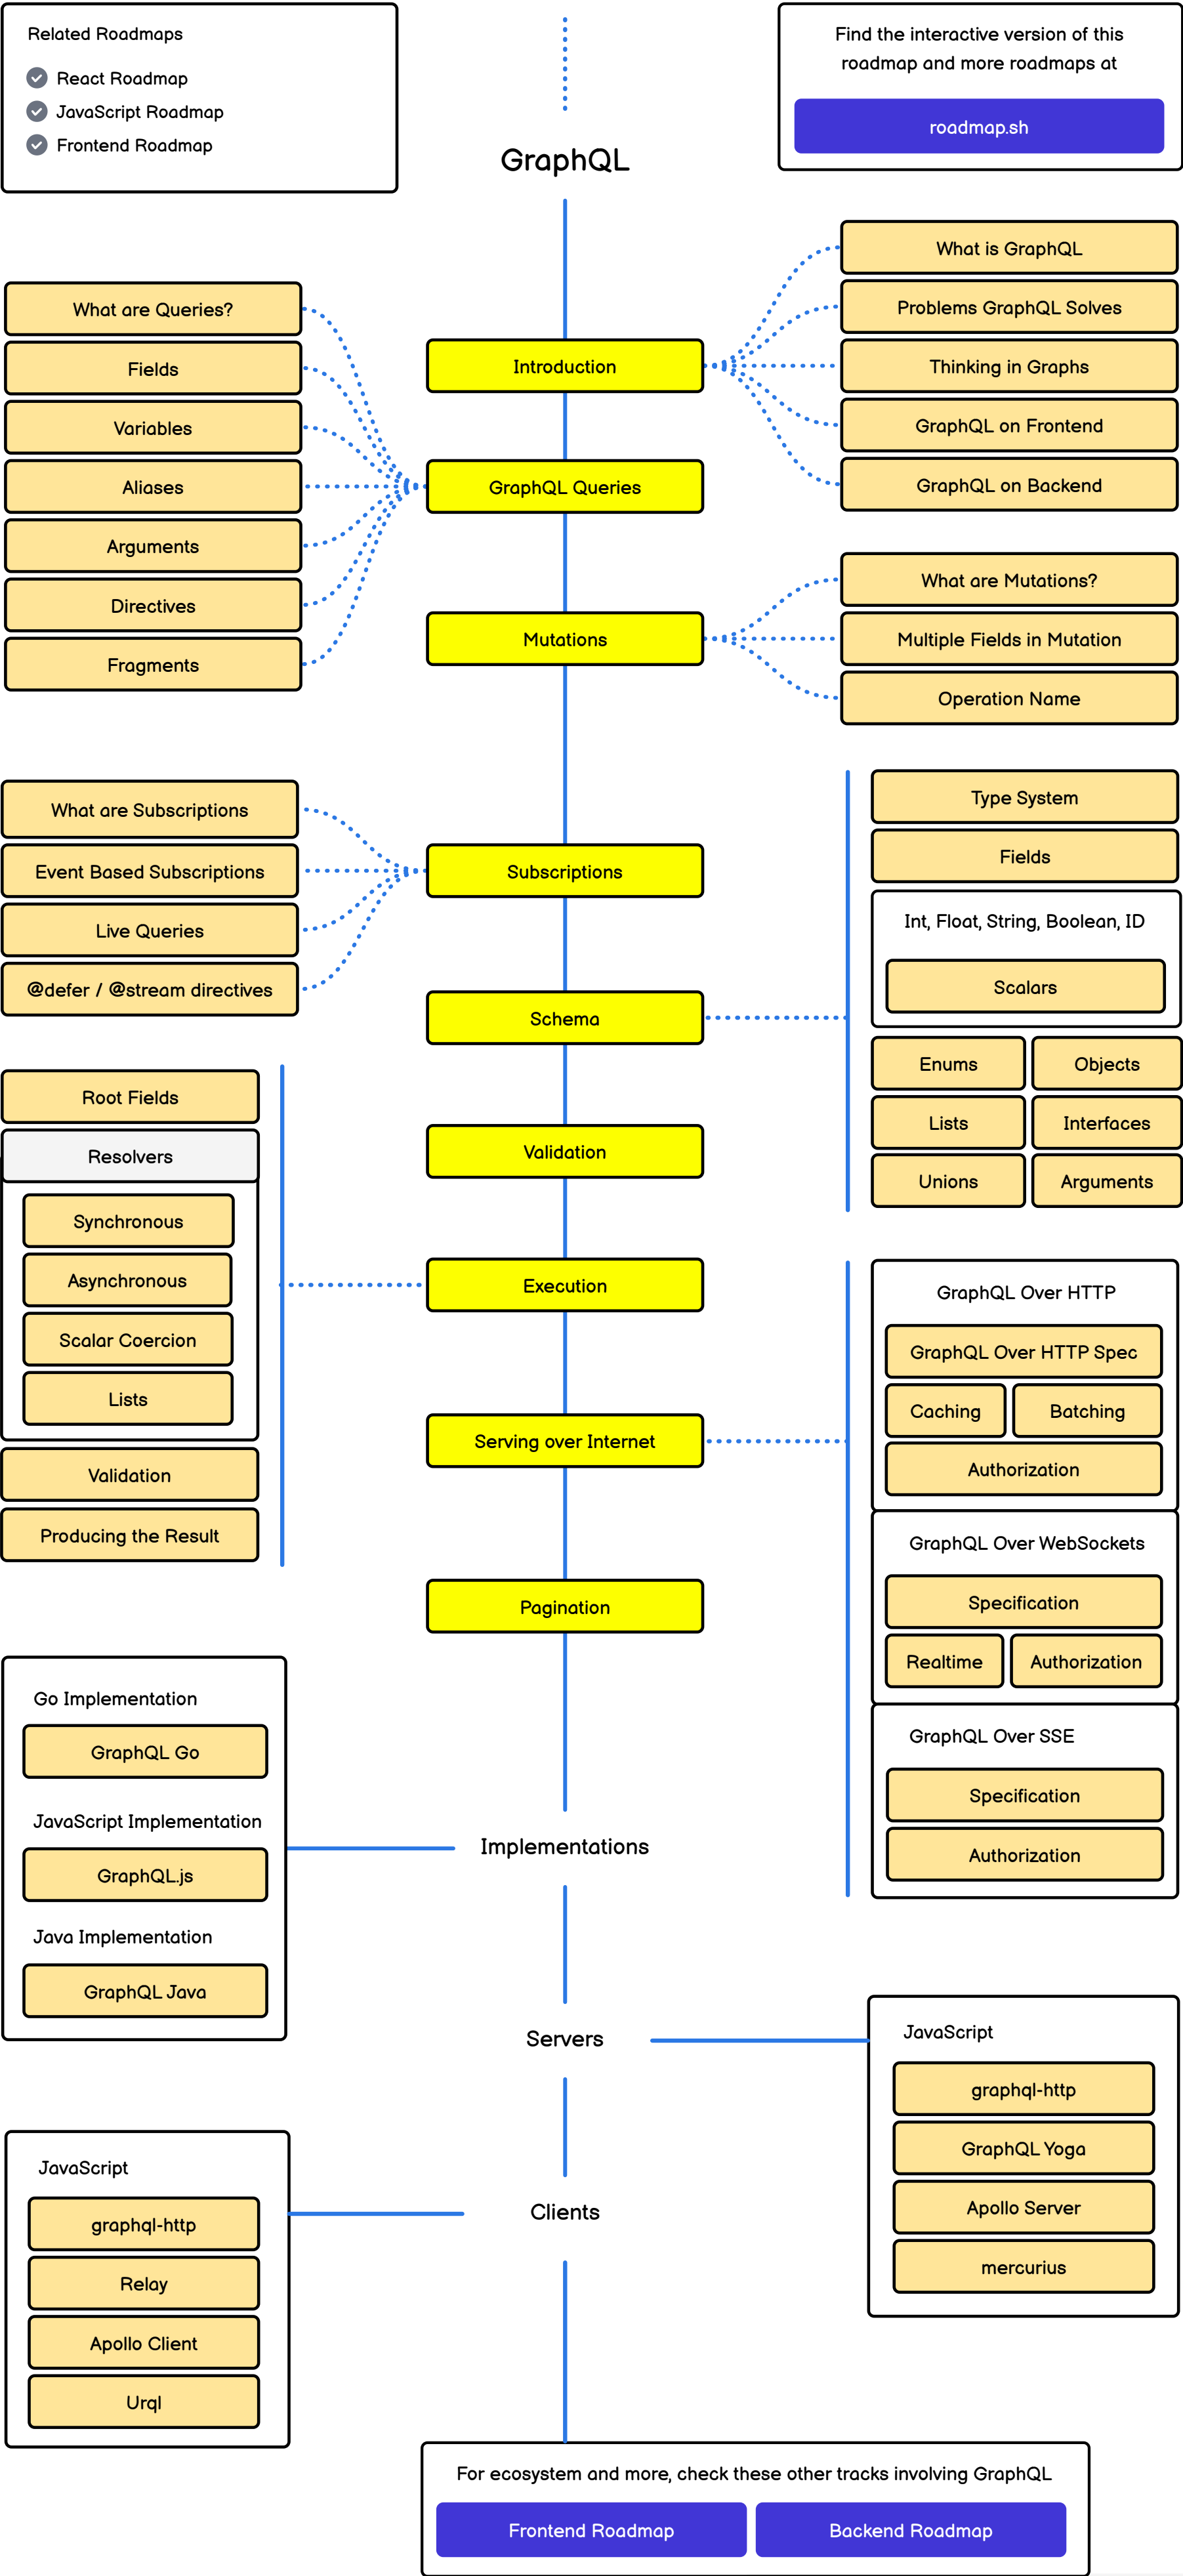 Related Roadmaps
React Roadmap
JavaScript Roadmap
Frontend Roadmap
Find the interactive version of this
roadmap and more roadmaps at
roadmap.sh
GraphQL
Introduction
What is GraphQL
Problems GraphQL Solves
Thinking in Graphs
GraphQL on Frontend
GraphQL on Backend
What are Queries?
Fields
Variables
Aliases
Arguments
Directives
Fragments
GraphQL Queries
Mutations
What are Mutations?
Multiple Fields in Mutation
Operation Name
What are Subscriptions
Event Based Subscriptions
Live Queries
@defer / @stream directives
Subscriptions
Schema
Type System
Fields
Int, Float, String, Boolean, ID
Scalars
Enums
Objects
Lists
Interfaces
Unions
Arguments
Validation
Root Fields
Resolvers
Synchronous
Asynchronous
Scalar Coercion
Lists
Validation
Producing the Result
Execution
Serving over Internet
GraphQL Over HTTP
GraphQL Over HTTP Spec
Caching
Batching
Authorization
GraphQL Over WebSockets
Specification
Realtime
Authorization
GraphQL Over SSE
Specification
Authorization
Pagination
Go Implementation
GraphQL Go
JavaScript Implementation
GraphQL.js
Java Implementation
GraphQL Java
Implementations
Servers
JavaScript
graphql-http
GraphQL Yoga
Apollo Server
mercurius
JavaScript
graphql-http
Relay
Apollo Client
Urql
Clients
For ecosystem and more, check these other tracks involving GraphQL
Frontend Roadmap
Backend Roadmap